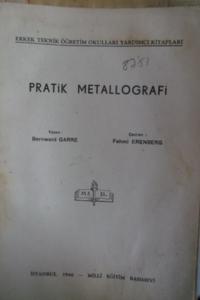 ERKEK TEKNİK ÖĞRETİM OKULLARI YARDIMCI KİTAPLARI
PRATİK METALLOGRAFİ
Yazan : Çeviren :
Bernward GARRE Fehmi ERENBERG
İSTANBUL 1966 — MİLLÎ EĞİTİM BASIMEVİ